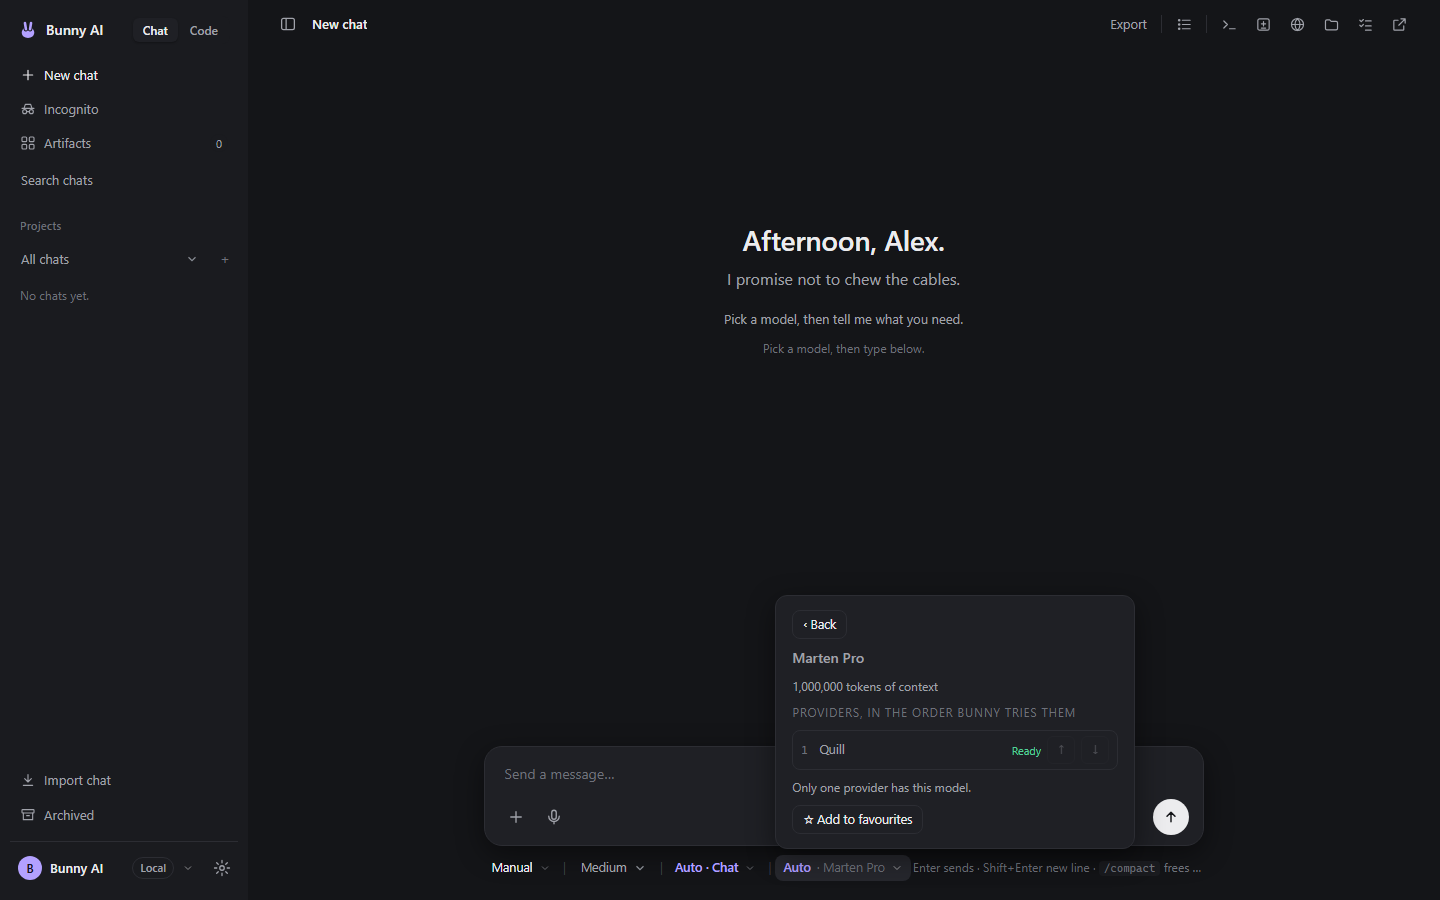 Bunny AI
Chat
Code
New chat
Export
New chat
Incognito
Artifacts
0
Search chats
Projects
All chats
+
No chats yet.
Afternoon, Alex.
I promise not to chew the cables.
Pick a model, then tell me what you need.
Pick a model, then type below.
‹ Back
Marten Pro
1,000,000 tokens of context
PROVIDERS, IN THE ORDER BUNNY TRIES THEM
1 Quill Ready ↑ ↓
Only one provider has this model.
☆ Add to favourites
Send a message...
Manual
Medium
Auto · Chat
Auto · Marten Pro
Enter sends · Shift+Enter new line · /compact frees ...
Import chat
Archived
B Bunny AI Local